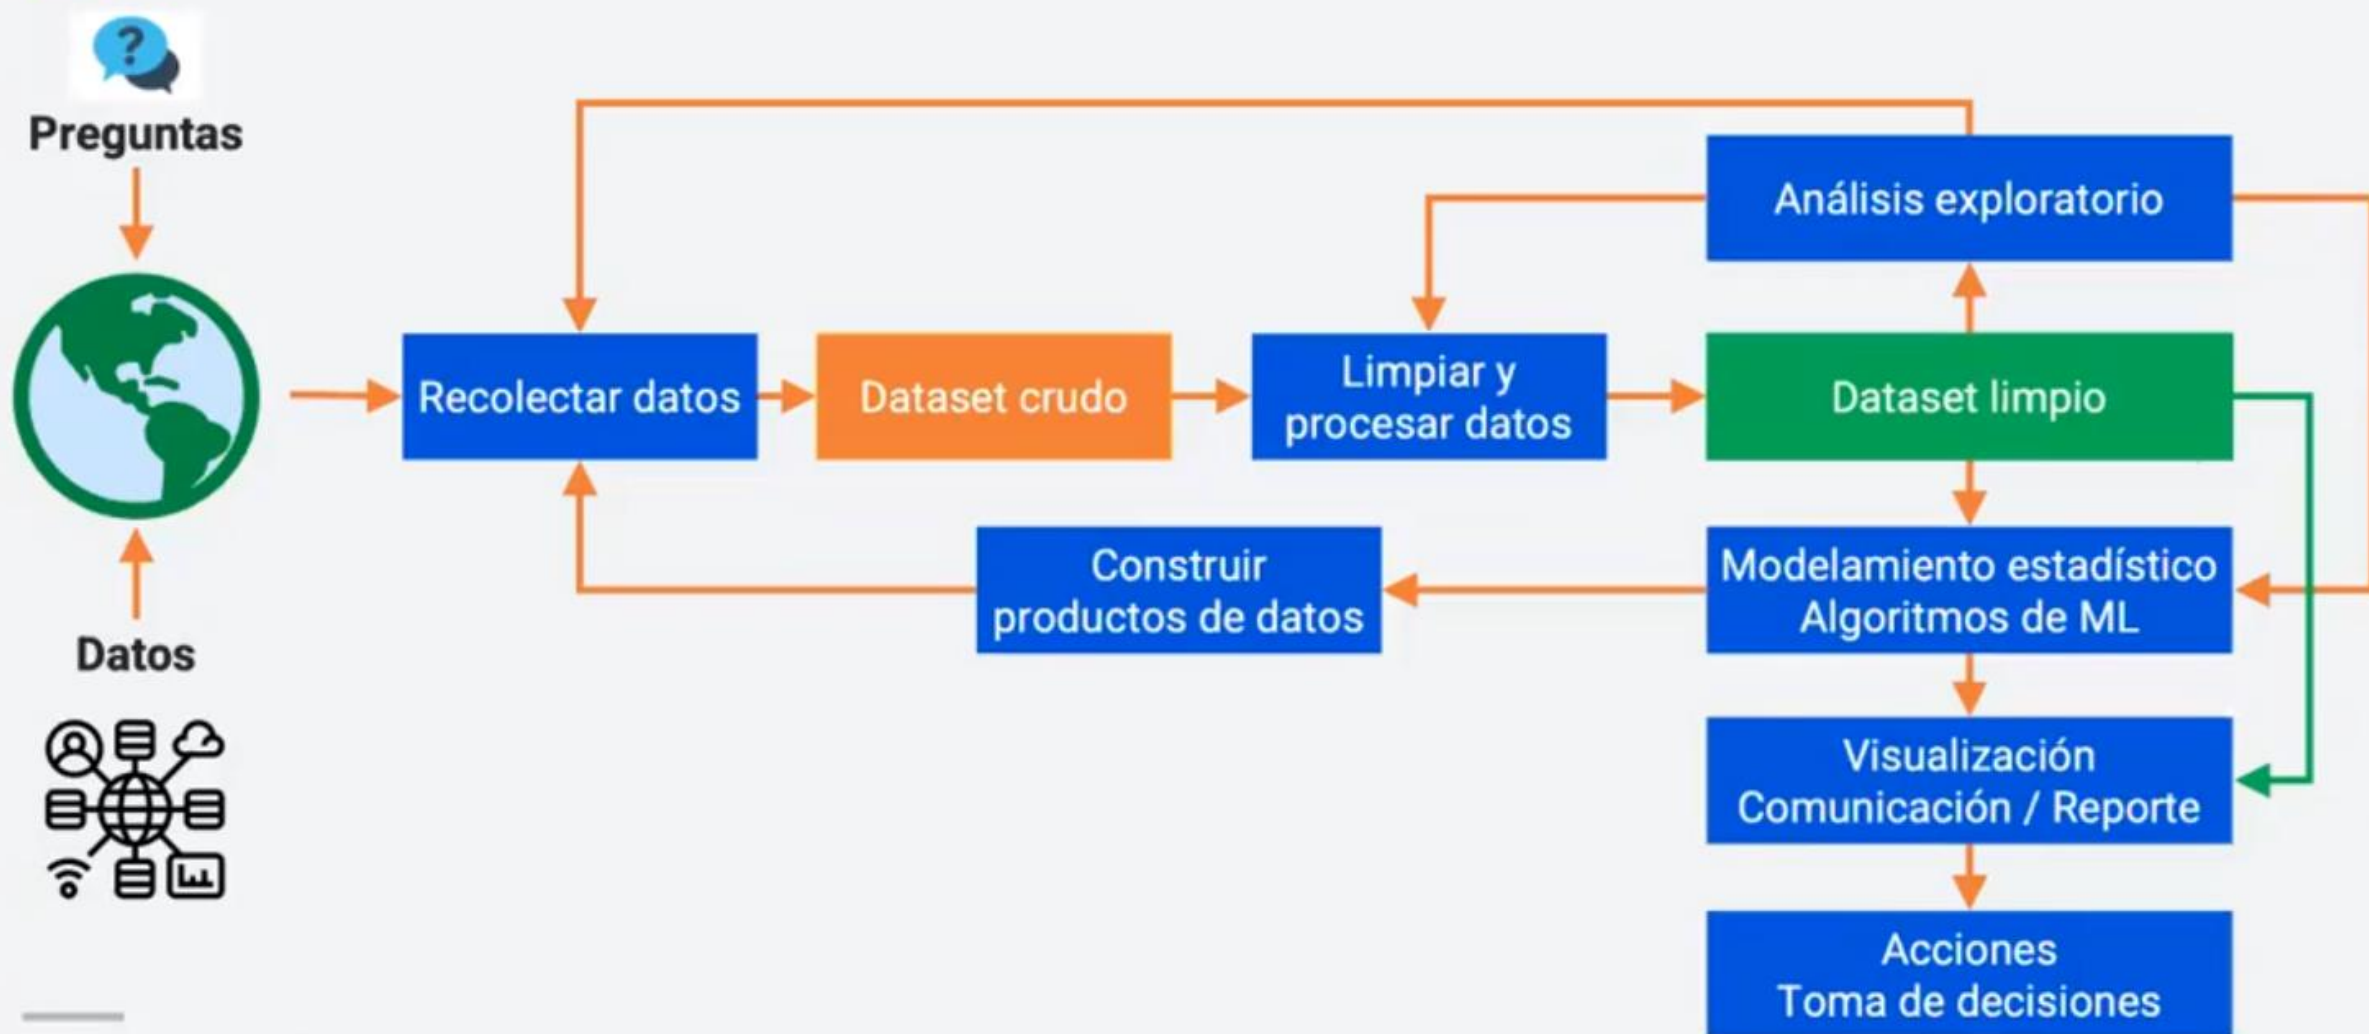 ?
Preguntas
Datos
Recolectar datos
Dataset crudo
Limpiar y
procesar datos
Análisis exploratorio
Dataset limpio
Construir
productos de datos
Modelamiento estadístico
Algoritmos de ML
Visualización
Comunicación / Reporte
Acciones
Toma de decisiones